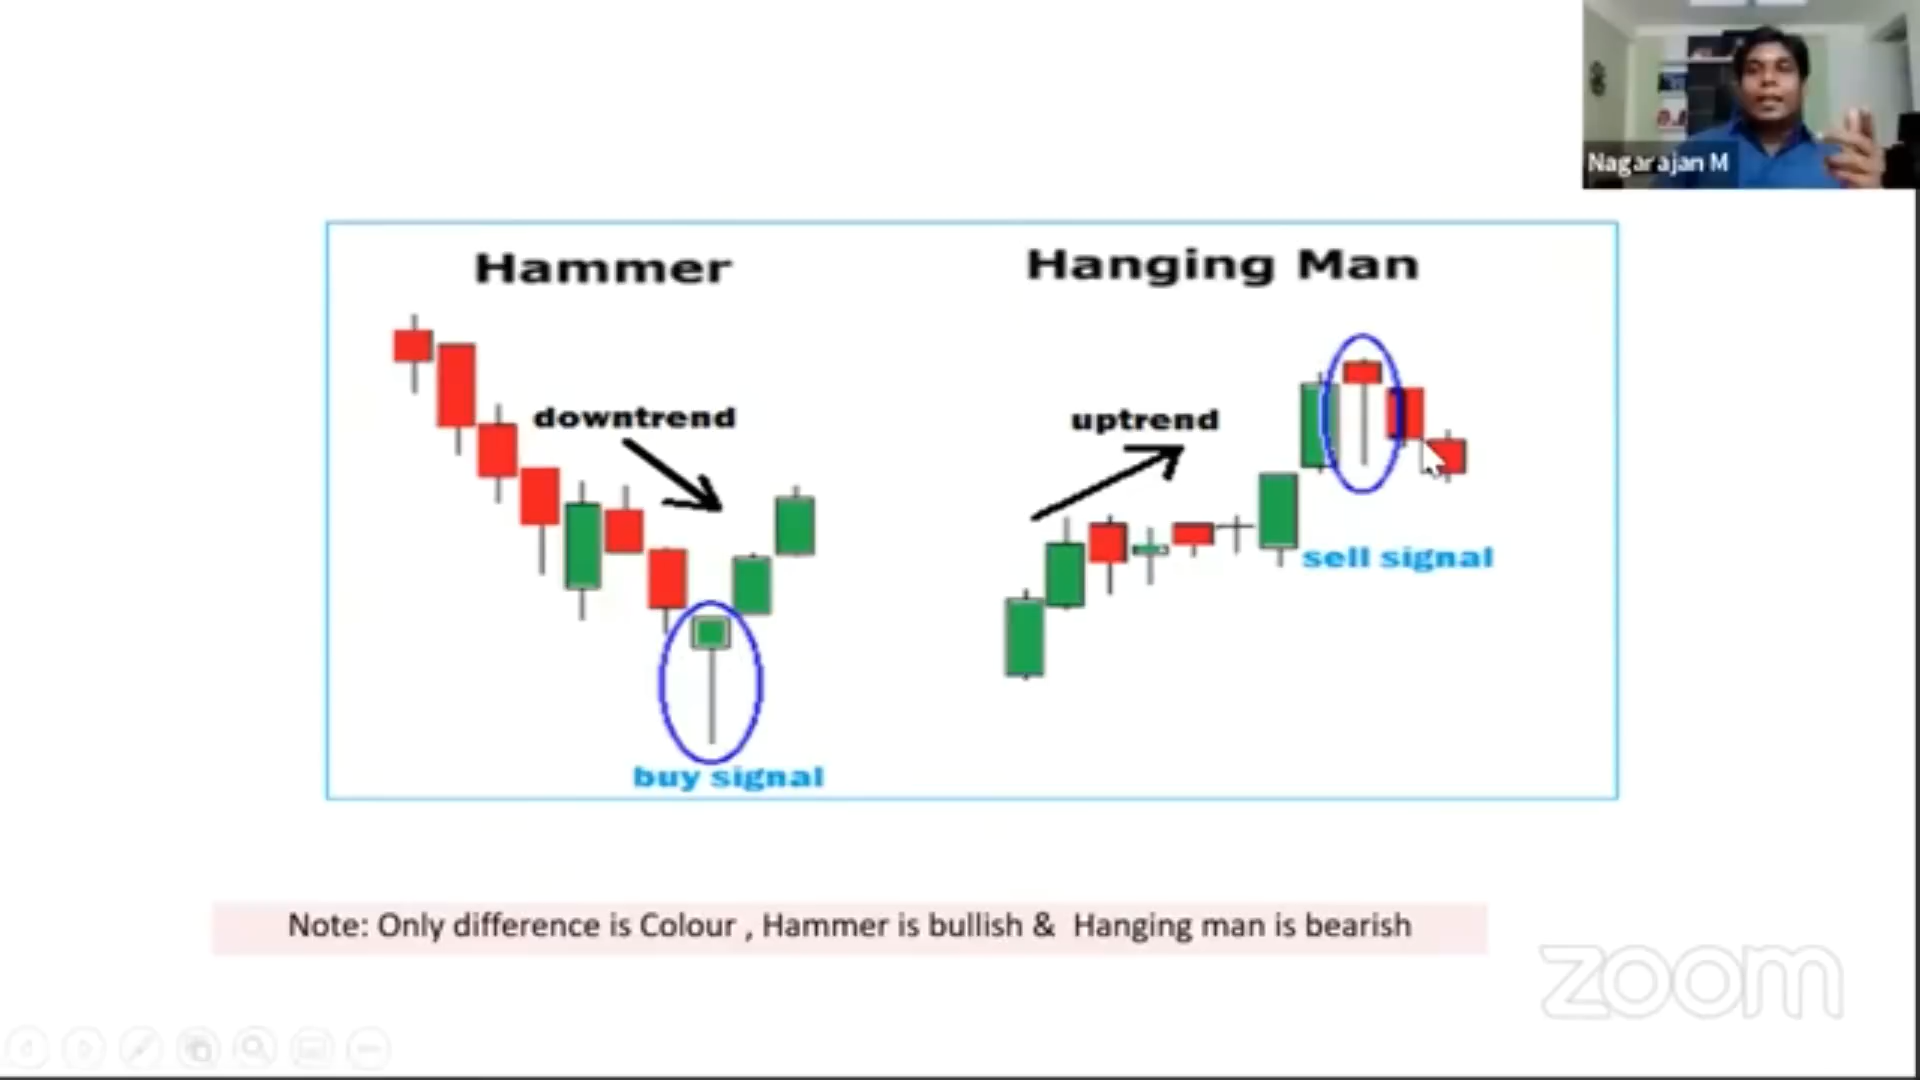 Nagarajan M
Hammer
Hanging Man
downtrend
uptrend
sell signal
buy signal
Note: Only difference is Colour , Hammer is bullish & Hanging man is bearish
zoom